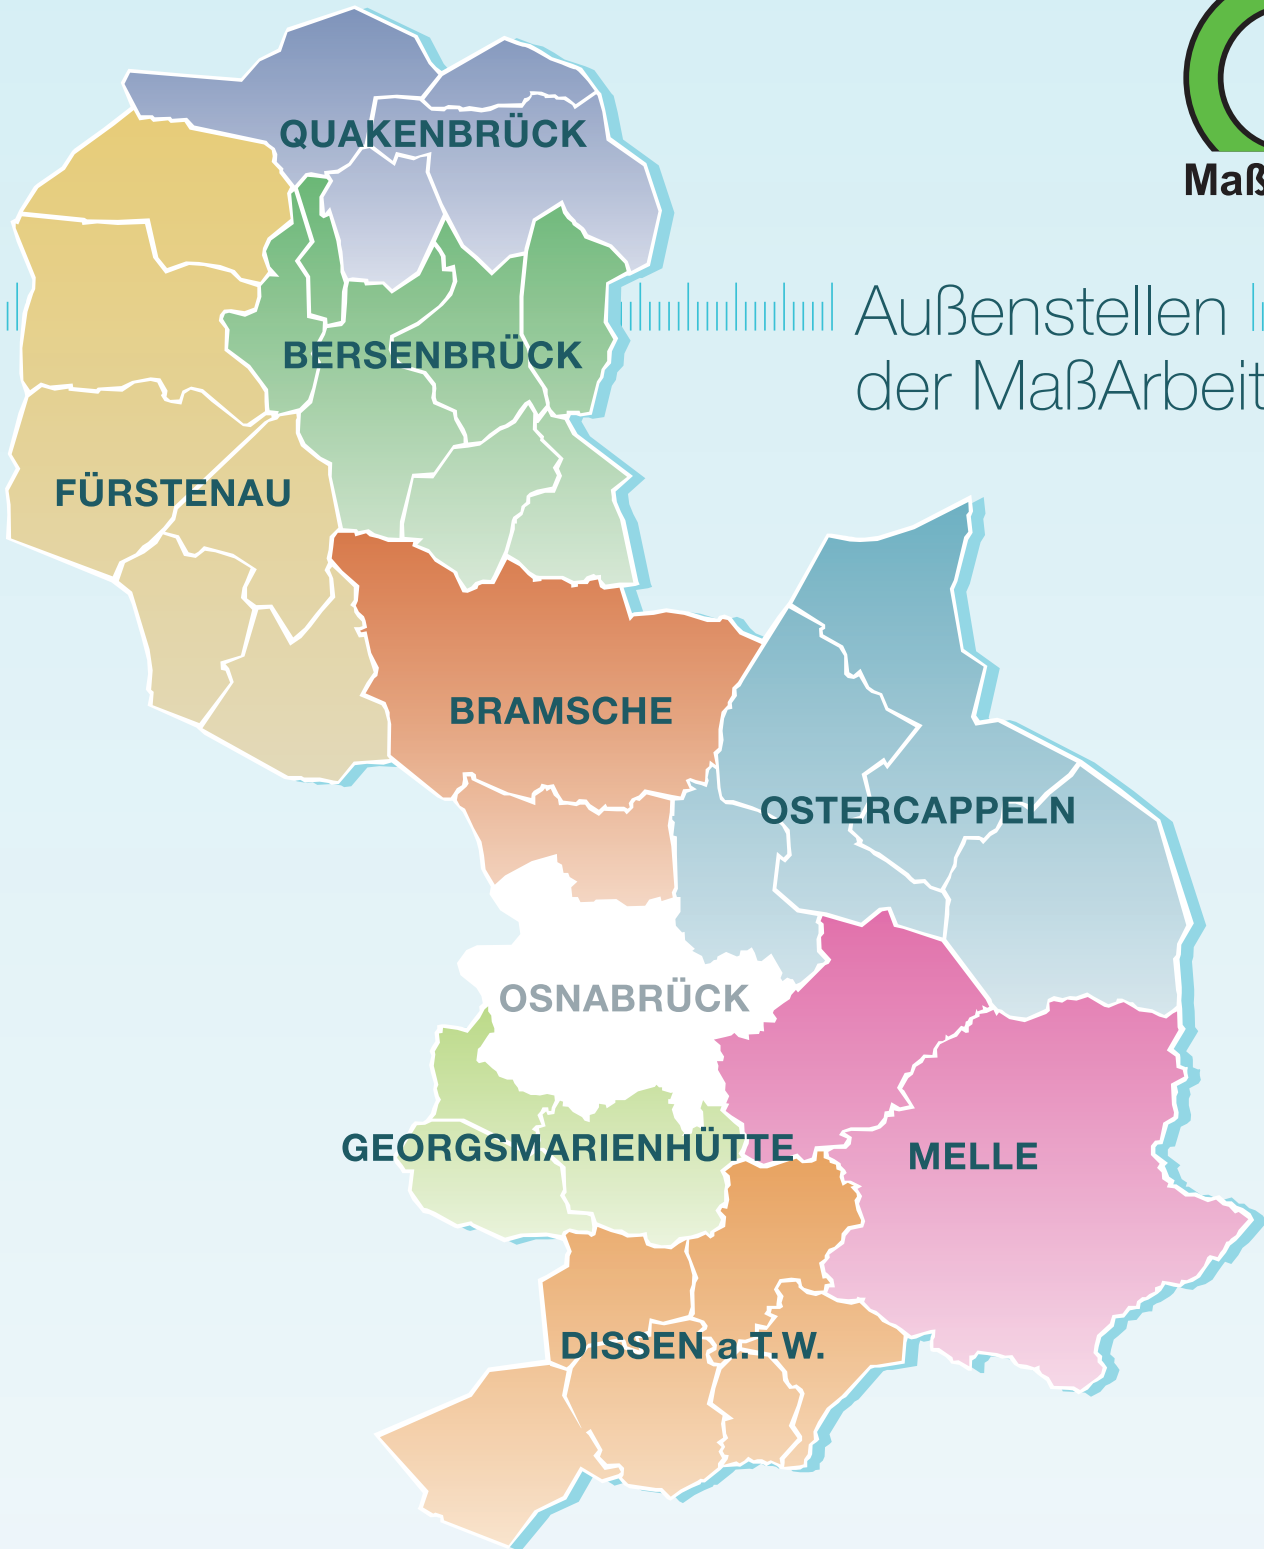 QUAKENBRÜCK
Maß
Außenstellen
der MaßArbeit
BERSENBRÜCK
FÜRSTENAU
BRAMSCHE
OSTERCAPPELN
OSNABRÜCK
GEORGSMARIENHÜTTE
MELLE
DISSEN a.T.W.